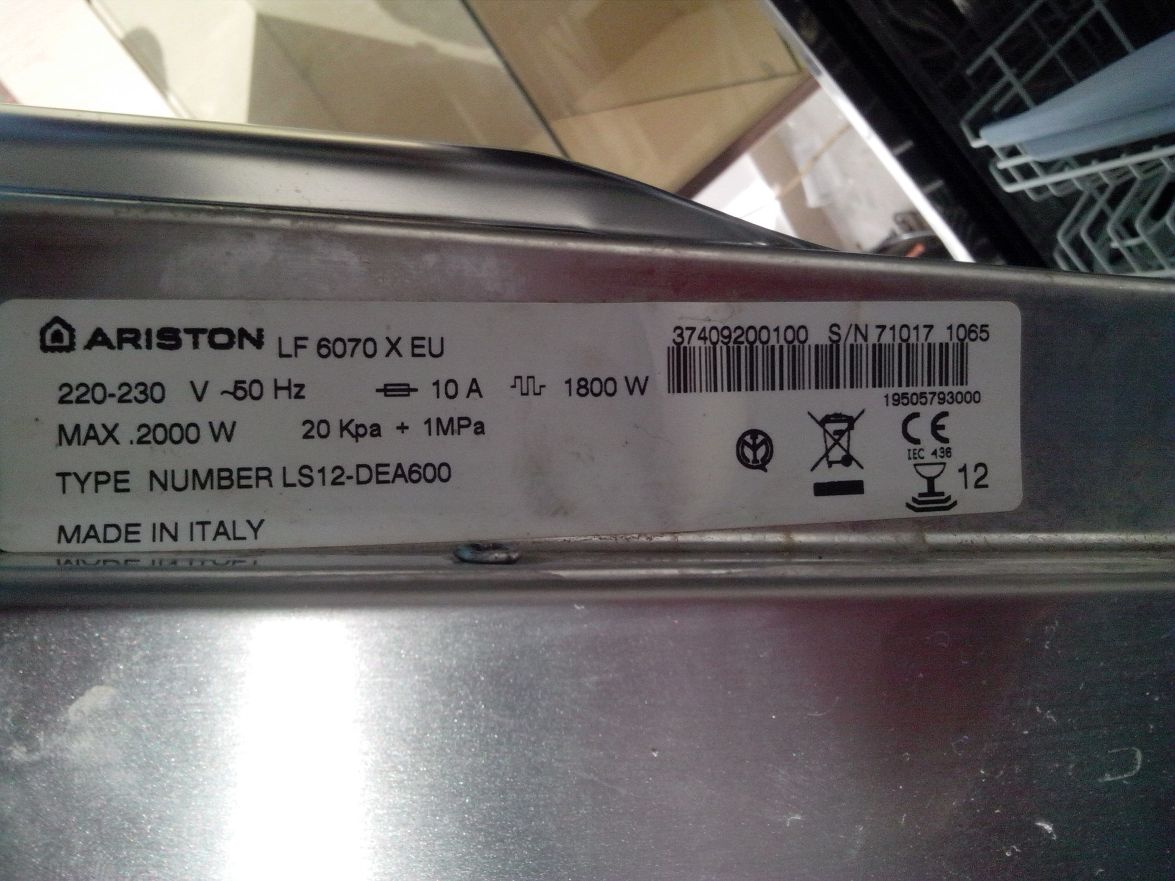 ARISTON LF 6070 X EU
220-230 V ~50 Hz 10 A 1800 W
MAX .2000 W 20 Kpa + 1MPa
TYPE NUMBER LS12-DEA600
MADE IN ITALY
37409200100 S/N 71017 1065
19505793000
CE
IEC 436
12